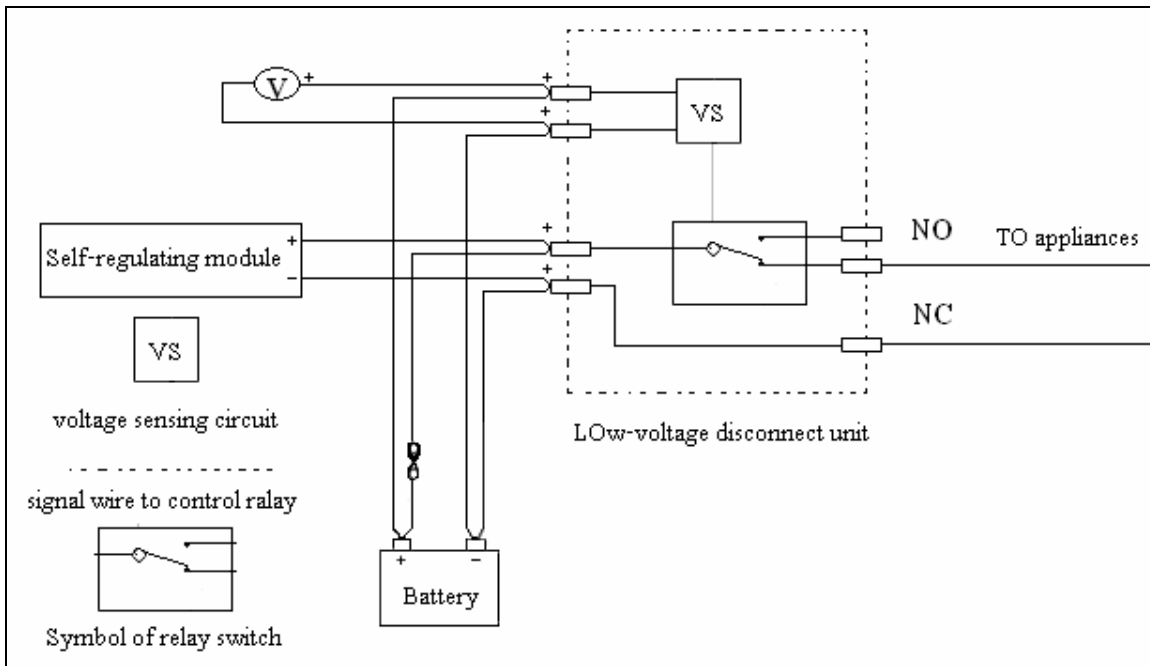 +
V
+
+
VS
+
NO
TO appliances
Self-regulating module
+
−
+
NC
VS
voltage sensing circuit
LOw-voltage disconnect unit
signal wire to control ralay
+
−
Battery
Symbol of relay switch